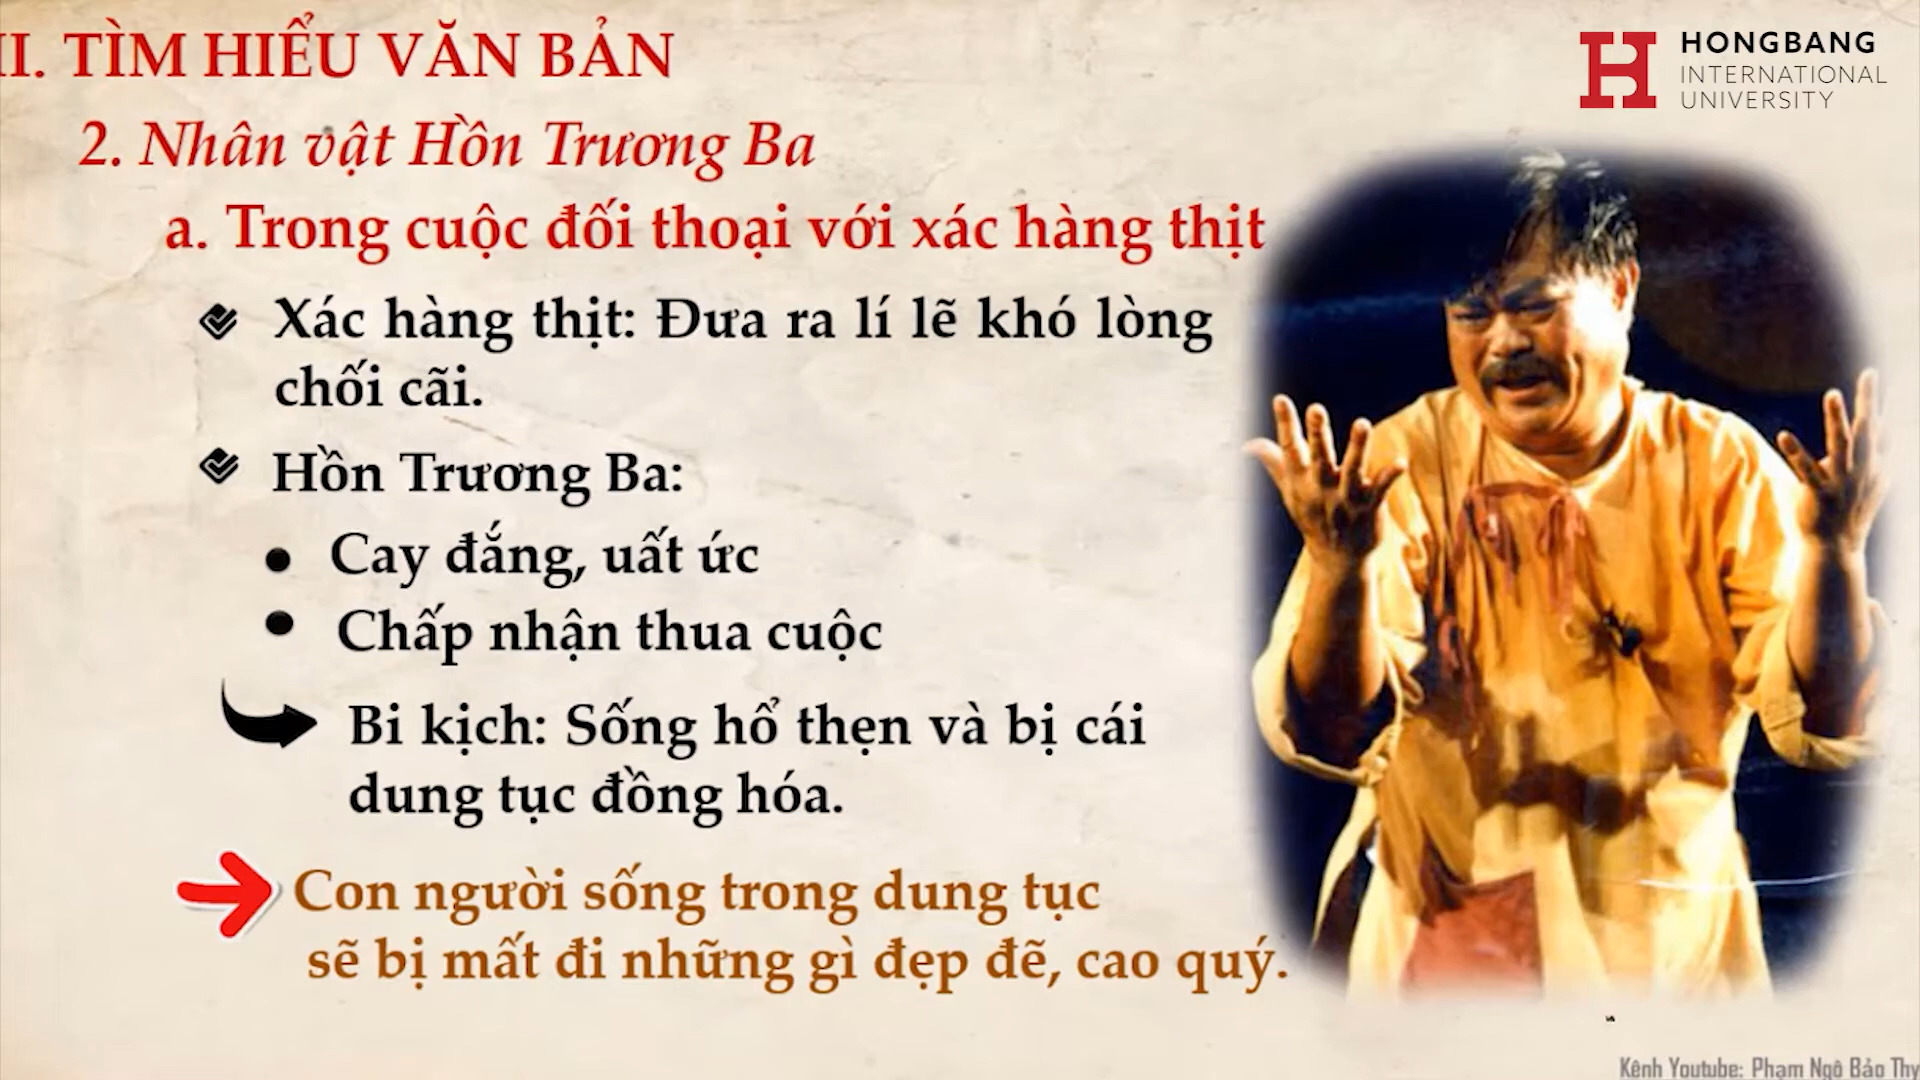 II. TÌM HIỂU VĂN BẢN
HONGBANG
INTERNATIONAL
UNIVERSITY
2. Nhân vật Hồn Trương Ba
a. Trong cuộc đối thoại với xác hàng thịt
Xác hàng thịt: Đưa ra lí lẽ khó lòng
chối cãi.
Hồn Trương Ba:
Cay đắng, uất ức
Chấp nhận thua cuộc
Bi kịch: Sống hổ thẹn và bị cái
dung tục đồng hóa.
Con người sống trong dung tục
sẽ bị mất đi những gì đẹp đẽ, cao quý.
Kênh Youtube: Phạm Ngô Bảo Thy